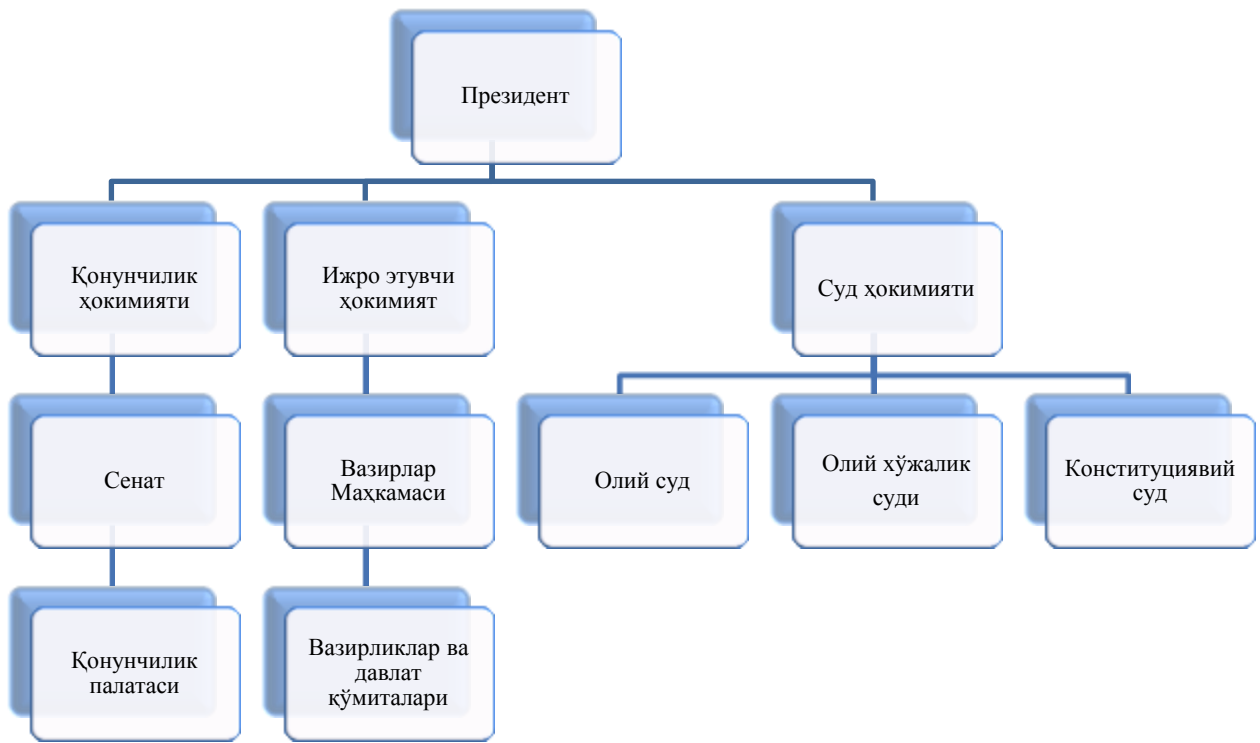 Президент
Қонунчилик
ҳокимияти
Ижро этувчи
ҳокимият
Суд ҳокимияти
Сенат
Вазирлар
Маҳкамаси
Олий суд
Олий хўжалик
суди
Конституциявий
суд
Қонунчилик
палатаси
Вазирликлар ва
давлат
қўмиталари